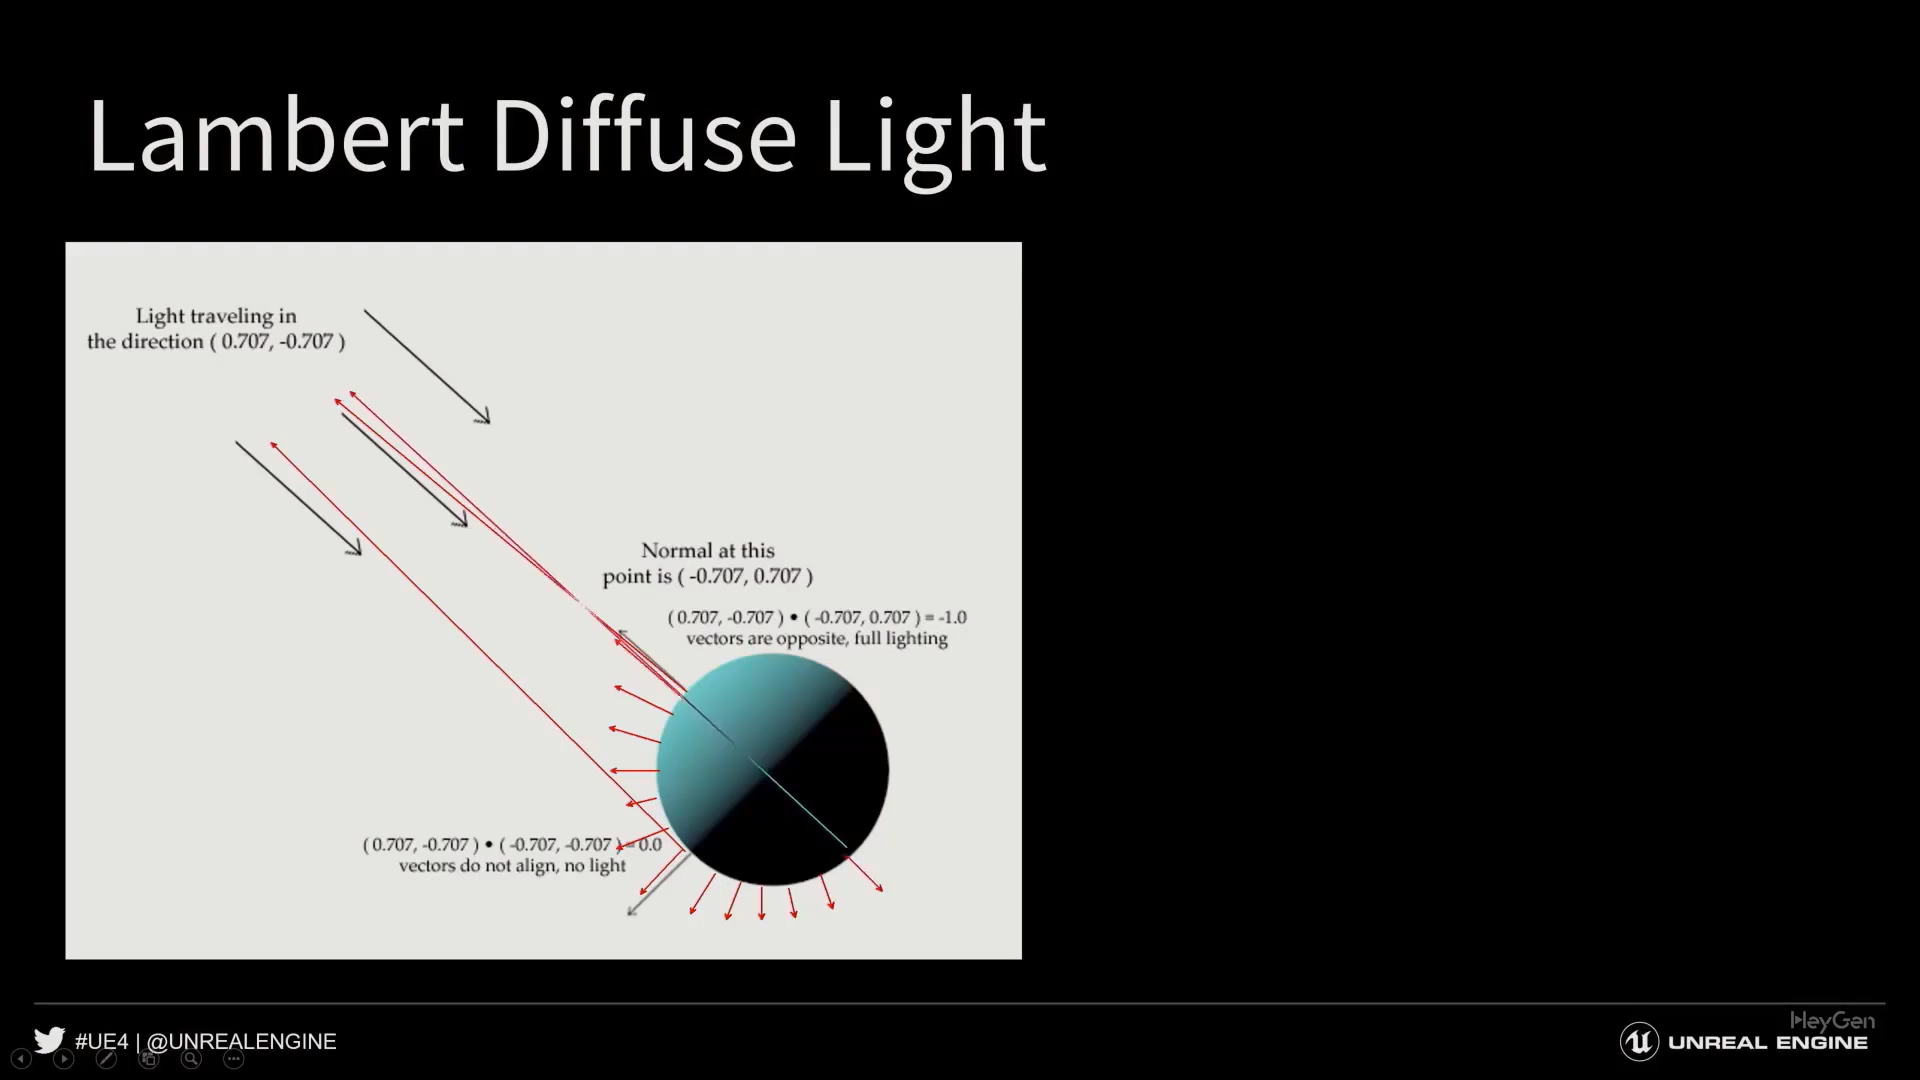 Lambert Diffuse Light
Light traveling in
the direction ( 0.707, -0.707 )
Normal at this
point is ( -0.707, 0.707 )
( 0.707, -0.707 ) • ( -0.707, 0.707 ) = -1.0
vectors are opposite, full lighting
( 0.707, -0.707 ) • ( -0.707, -0.707 ) = 0.0
vectors do not align, no light
#UE4 | @UNREALENGINE
HeyGen
UNREAL ENGINE